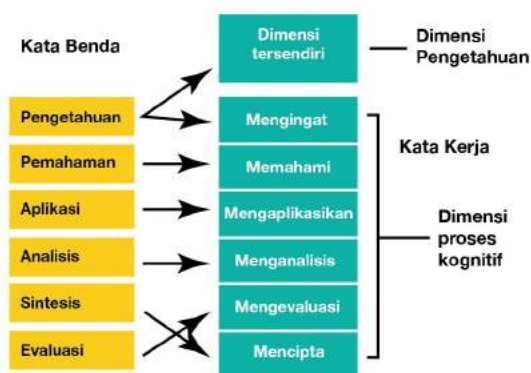 Kata Benda
Pengetahuan
Pemahaman
Aplikasi
Analisis
Sintesis
Evaluasi
Dimensi
tersendiri
Mengingat
Memahami
Mengaplikasikan
Menganalisis
Mengevaluasi
Mencipta
Dimensi
Pengetahuan
Kata Kerja
Dimensi
proses
kognitif